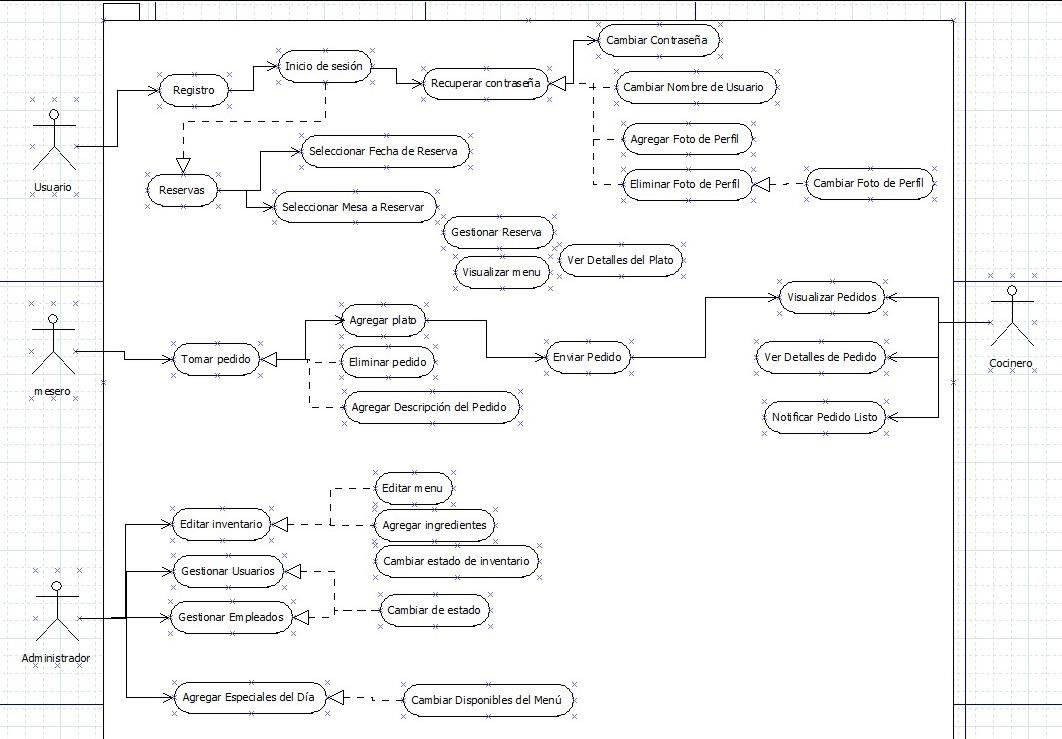 Cambiar Contraseña
Inicio de sesión
Recuperar contraseña
Registro
Cambiar Nombre de Usuario
Agregar Foto de Perfil
Seleccionar Fecha de Reserva
Usuario
Reservas
Eliminar Foto de Perfil
Cambiar Foto de Perfil
Seleccionar Mesa a Reservar
Gestionar Reserva
Ver Detalles del Plato
Visualizar menu
Visualizar Pedidos
Agregar plato
Tomar pedido
Eliminar pedido
Enviar Pedido
Ver Detalles de Pedido
Cocinero
mesero
Agregar Descripción del Pedido
Notificar Pedido Listo
Editar menu
Editar inventario
Agregar ingredientes
Cambiar estado de inventario
Gestionar Usuarios
Cambiar de estado
Gestionar Empleados
Administrador
Agregar Especiales del Día
Cambiar Disponibles del Menú